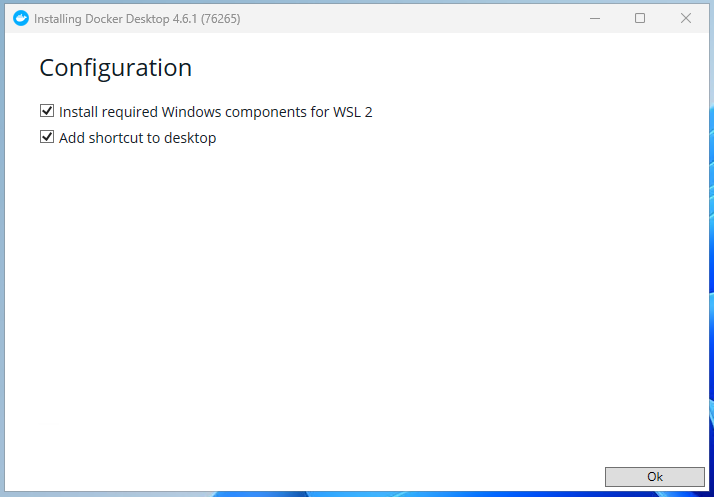 Installing Docker Desktop 4.6.1 (76265)
Configuration
Install required Windows components for WSL 2
Add shortcut to desktop
Ok